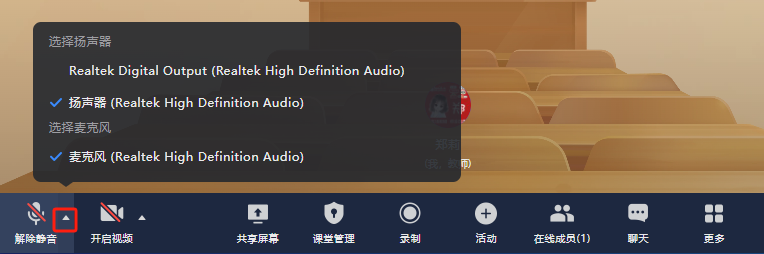 选择扬声器
Realtek Digital Output (Realtek High Definition Audio)
扬声器 (Realtek High Definition Audio)
选择麦克风
麦克风 (Realtek High Definition Audio)
解除静音
开启视频
共享屏幕
课堂管理
录制
活动
在线成员(1)
聊天
更多